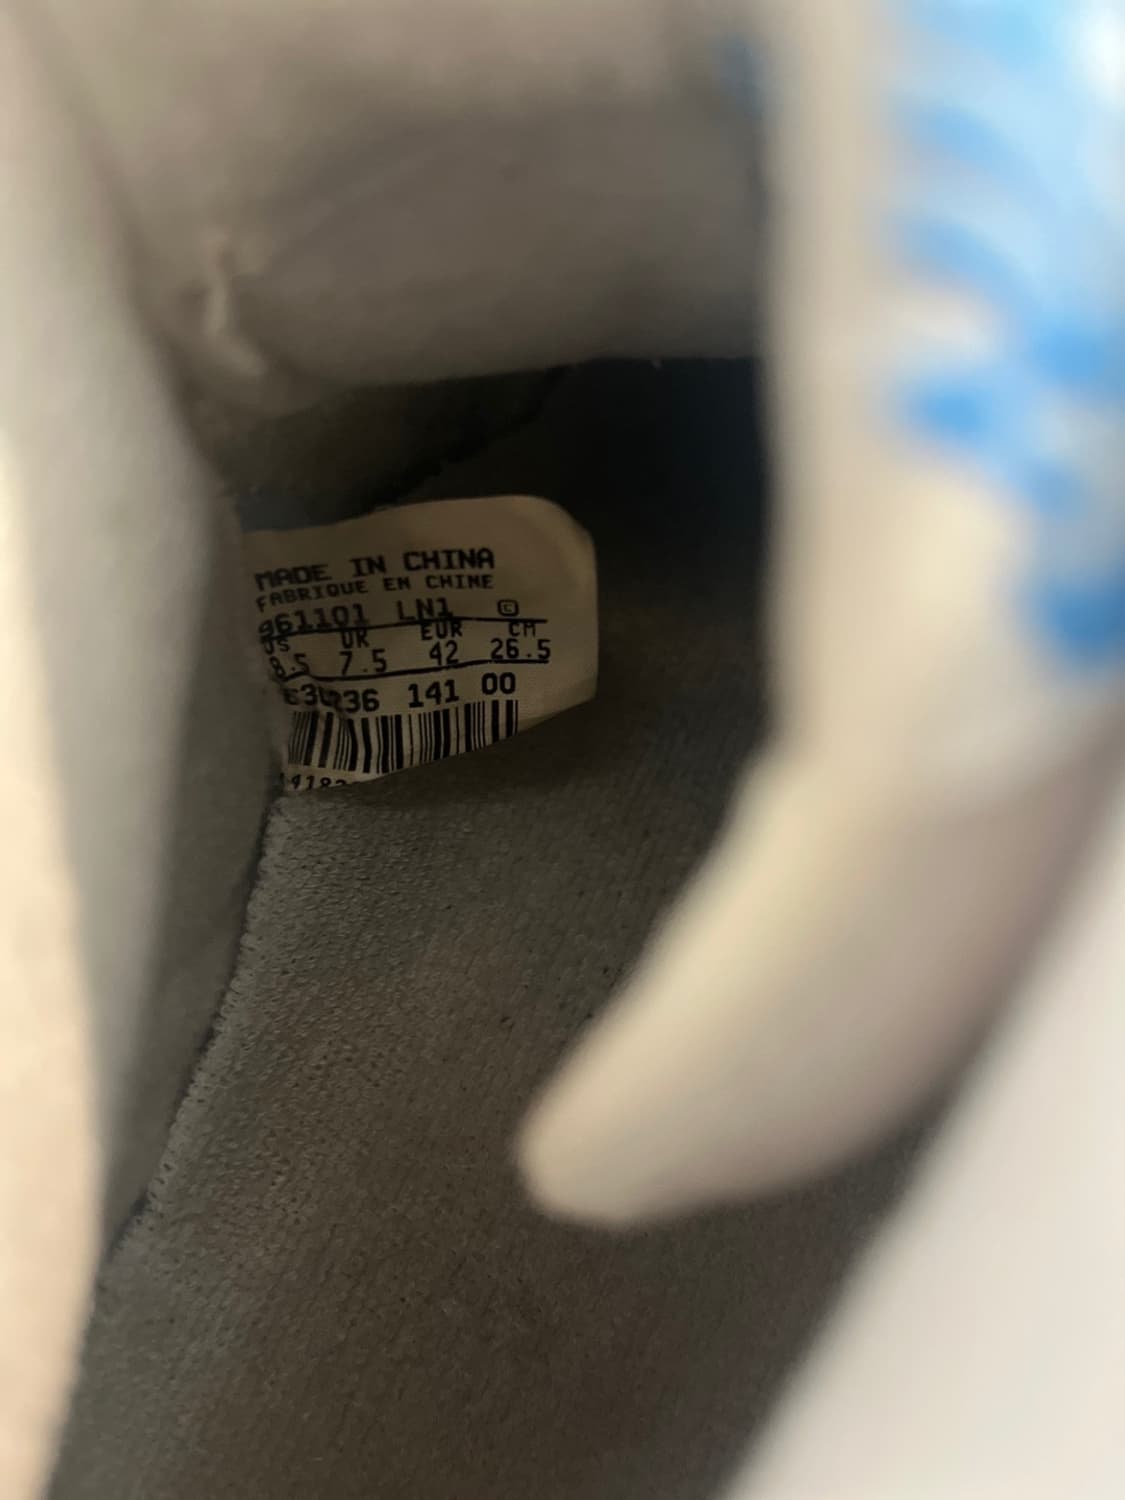 MADE IN CHINA
FABRIQUE EN CHINE
961101 LN1 ©
US UK EUR CM
8.5 7.5 42 26.5
141 00